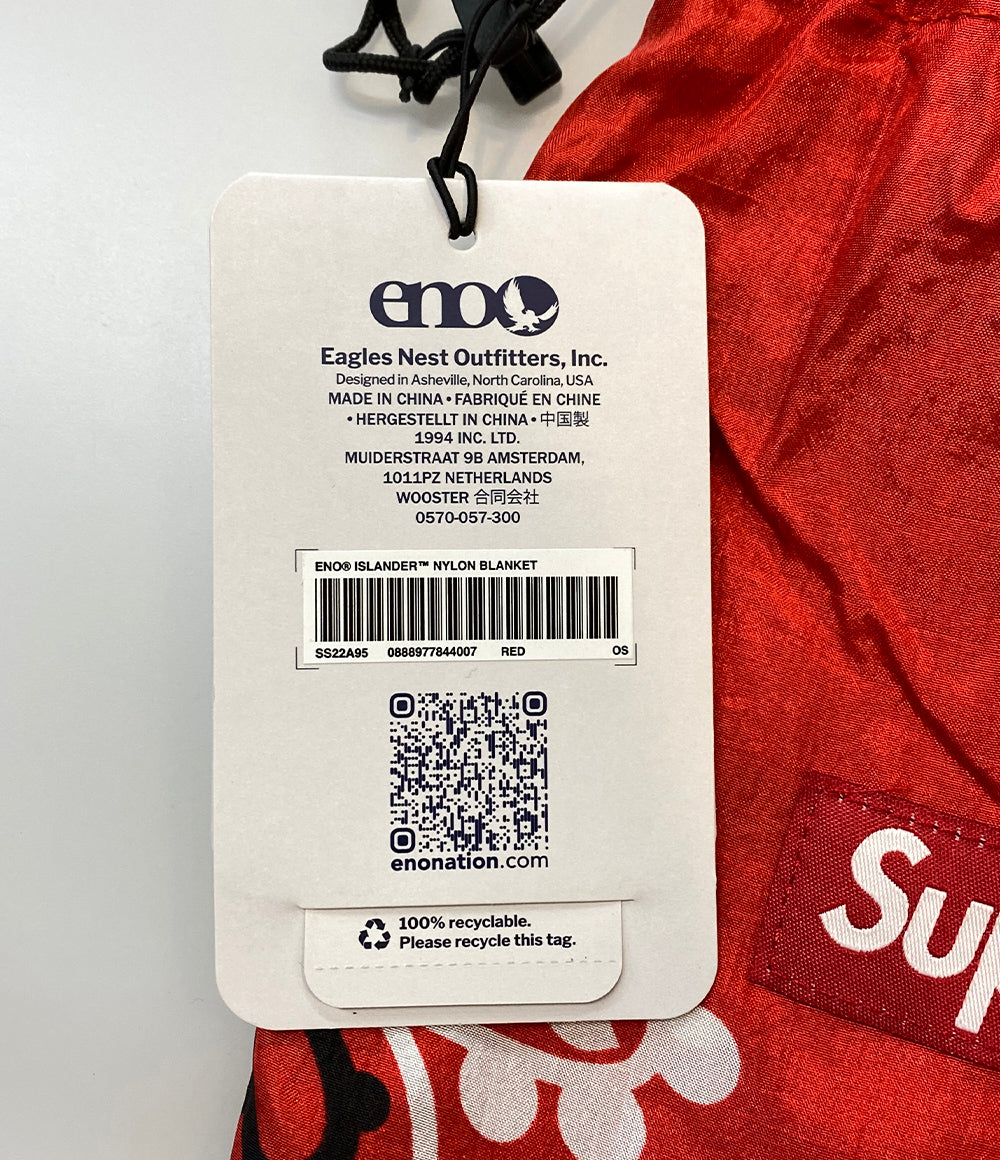 eno
Eagles Nest Outfitters, Inc.
Designed in Asheville, North Carolina, USA
MADE IN CHINA • FABRIQUÉ EN CHINE
• HERGESTELLT IN CHINA • 中国製
1994 INC. LTD.
MUIDERSTRAAT 9B AMSTERDAM,
1011PZ NETHERLANDS
WOOSTER 合同会社
0570-057-300
ENO® ISLANDER™ NYLON BLANKET
SS22A95 0888977844007 RED OS
enonation.com
100% recyclable.
Please recycle this tag.
Sup